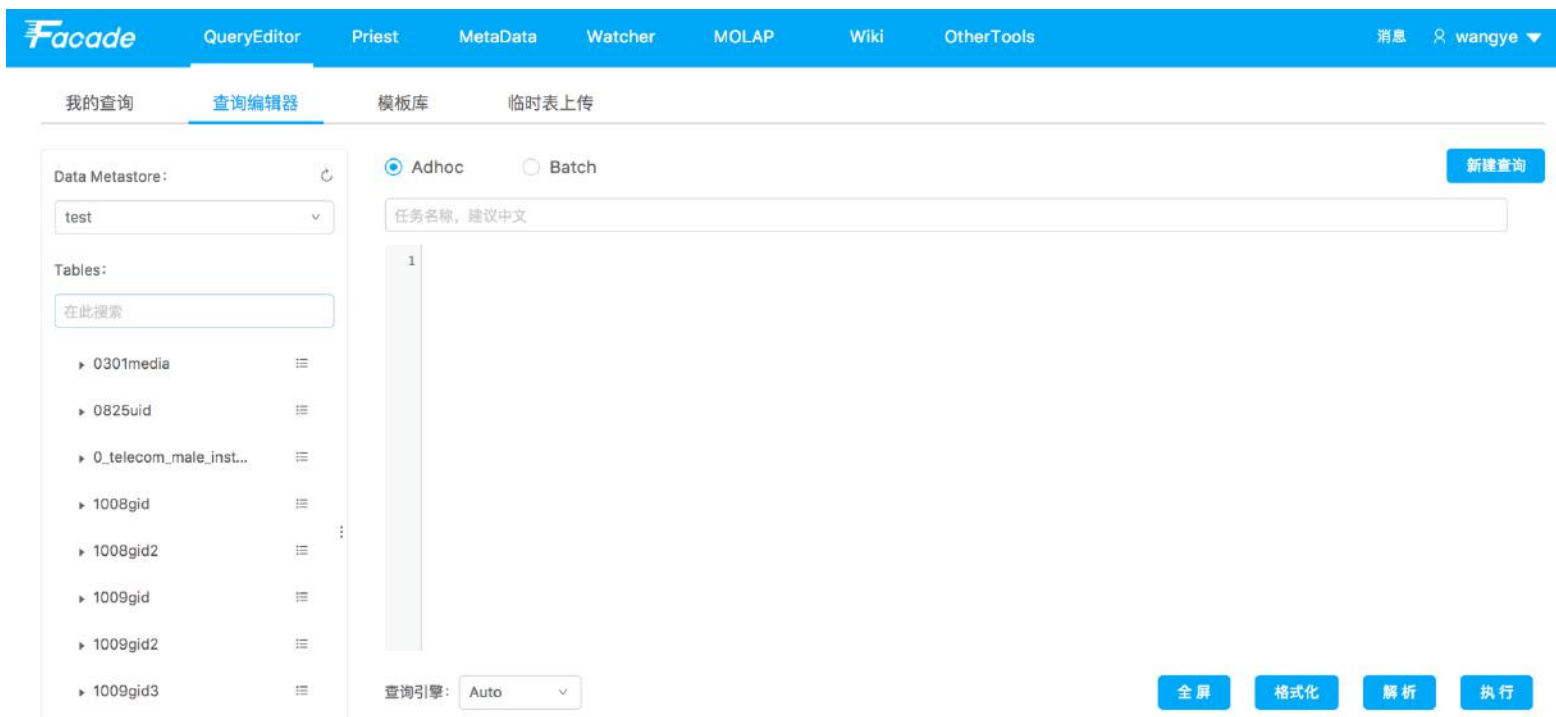 Facade QueryEditor Priest MetaData Watcher MOLAP Wiki OtherTools 消息 wangye
我的查询 查询编辑器 模板库 临时表上传
Data Metastore:
test
Tables:
在此搜索
0301media
0825uid
0_telecom_male_inst...
1008gid
1008gid2
1009gid
1009gid2
1009gid3
Adhoc Batch 新建查询
任务名称，建议中文
1
查询引擎: Auto 全屏 格式化 解析 执行